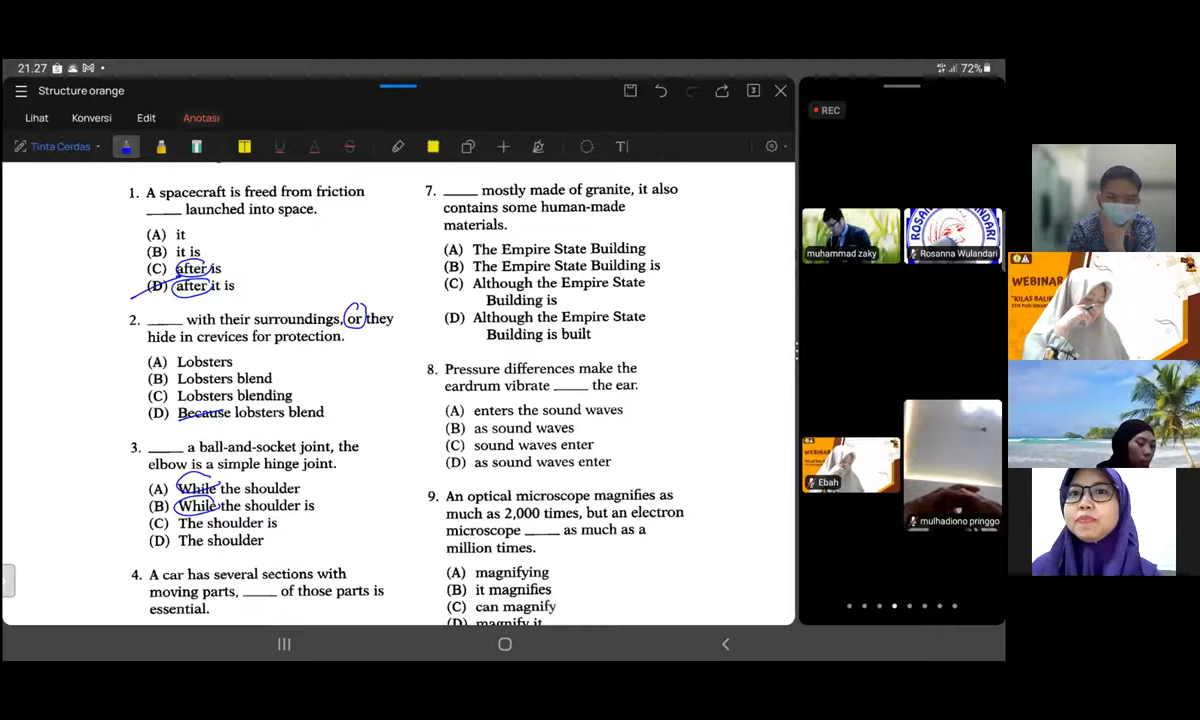 21.27
72%
Structure orange
3
Lihat Konversi Edit Anotasi
Tinta Cerdas
1. A spacecraft is freed from friction
_____ launched into space.
(A) it
(B) it is
(C) after is
(D) after it is
2. _____ with their surroundings, or they
hide in crevices for protection.
(A) Lobsters
(B) Lobsters blend
(C) Lobsters blending
(D) Because lobsters blend
3. _____ a ball-and-socket joint, the
elbow is a simple hinge joint.
(A) While the shoulder
(B) While the shoulder is
(C) The shoulder is
(D) The shoulder
4. A car has several sections with
moving parts, _____ of those parts is
essential.
7. _____ mostly made of granite, it also
contains some human-made
materials.
(A) The Empire State Building
(B) The Empire State Building is
(C) Although the Empire State
Building is
(D) Although the Empire State
Building is built
8. Pressure differences make the
eardrum vibrate _____ the ear.
(A) enters the sound waves
(B) as sound waves
(C) sound waves enter
(D) as sound waves enter
9. An optical microscope magnifies as
much as 2,000 times, but an electron
microscope _____ as much as a
million times.
(A) magnifying
(B) it magnifies
(C) can magnify
(D) magnify it
REC
muhammad zaky
Rosanna Wulandari
WEBINAR
Ebah
mulhadiono pringgo
WEBINAR